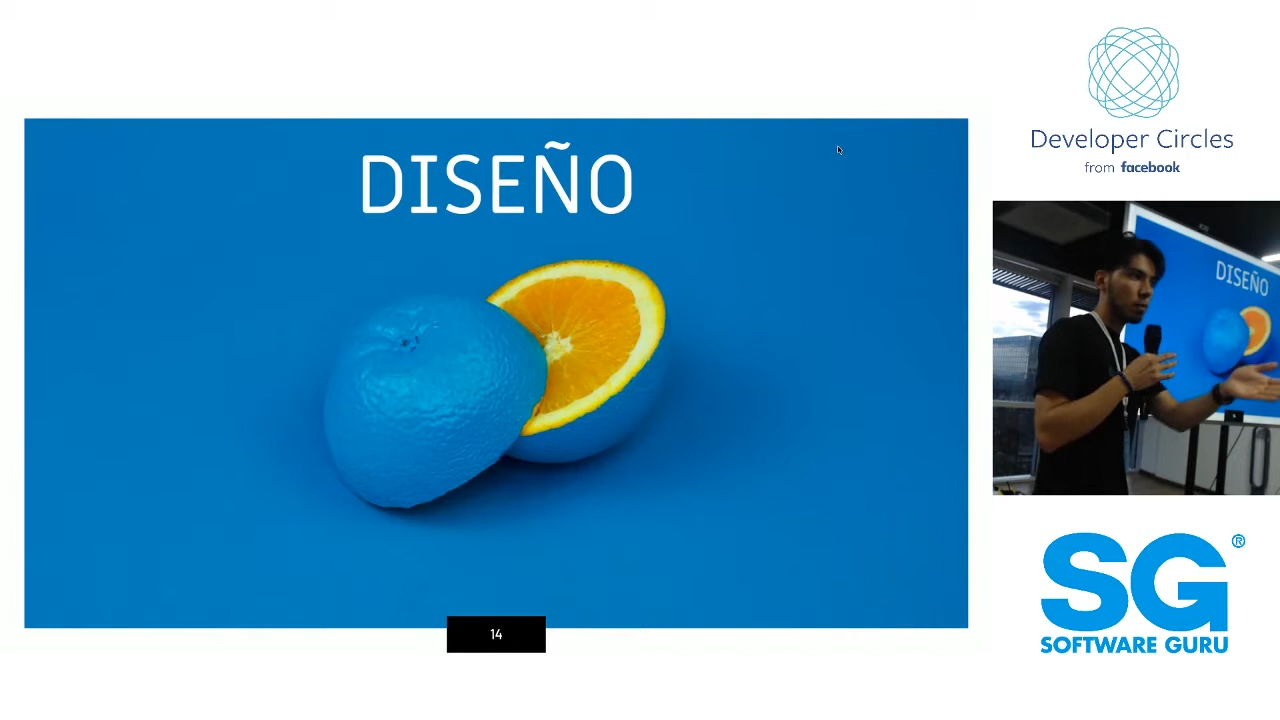 DISEÑO
14
Developer Circles
from facebook
DISEÑO
SG®
SOFTWARE GURU